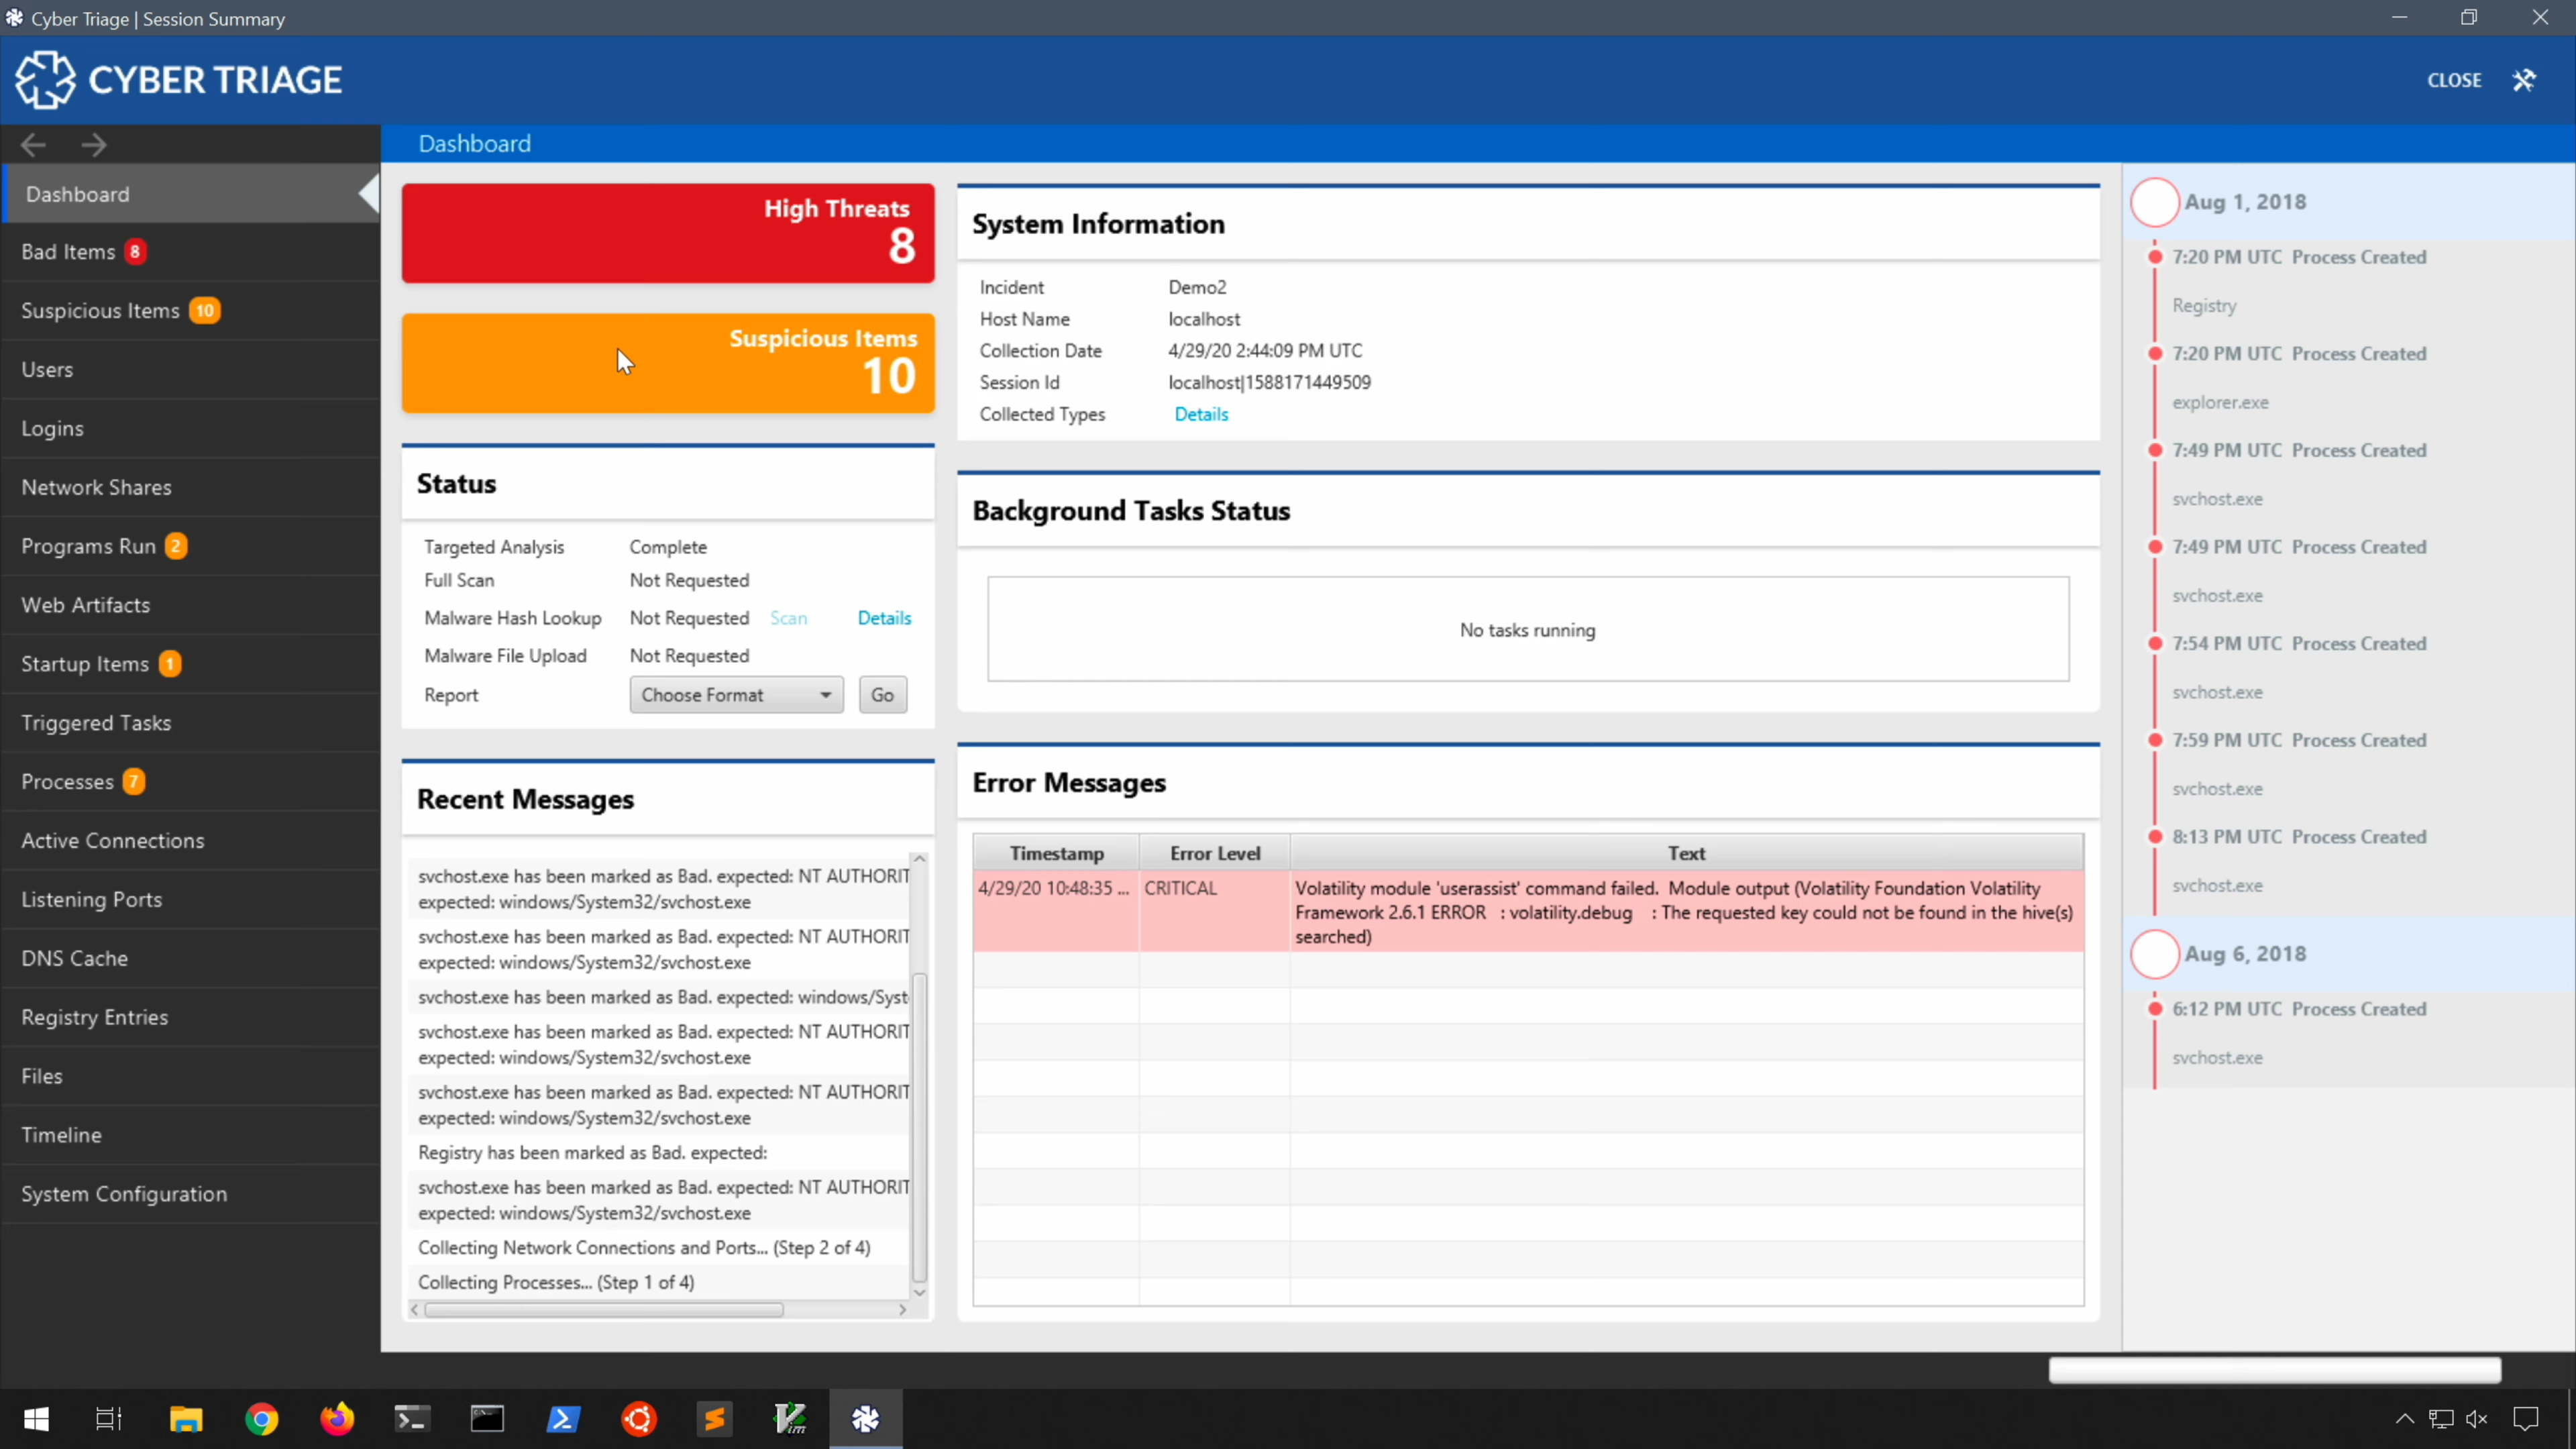 Cyber Triage | Session Summary
CYBER TRIAGE
CLOSE
Dashboard
Dashboard
Bad Items 8
Suspicious Items 10
Users
Logins
Network Shares
Programs Run 2
Web Artifacts
Startup Items 1
Triggered Tasks
Processes 7
Active Connections
Listening Ports
DNS Cache
Registry Entries
Files
Timeline
System Configuration
High Threats
8
Suspicious Items
10
Status
Targeted Analysis Complete
Full Scan Not Requested
Malware Hash Lookup Not Requested Scan Details
Malware File Upload Not Requested
Report Choose Format Go
Recent Messages
svchost.exe has been marked as Bad. expected: NT AUTHORIT
expected: windows/System32/svchost.exe
svchost.exe has been marked as Bad. expected: NT AUTHORIT
expected: windows/System32/svchost.exe
svchost.exe has been marked as Bad. expected: windows/Syst
svchost.exe has been marked as Bad. expected: NT AUTHORIT
expected: windows/System32/svchost.exe
svchost.exe has been marked as Bad. expected: NT AUTHORIT
expected: windows/System32/svchost.exe
Registry has been marked as Bad. expected:
svchost.exe has been marked as Bad. expected: NT AUTHORIT
expected: windows/System32/svchost.exe
Collecting Network Connections and Ports... (Step 2 of 4)
Collecting Processes... (Step 1 of 4)
System Information
Incident Demo2
Host Name localhost
Collection Date 4/29/20 2:44:09 PM UTC
Session Id localhost|1588171449509
Collected Types Details
Background Tasks Status
No tasks running
Error Messages
Timestamp Error Level Text
4/29/20 10:48:35 ... CRITICAL Volatility module 'userassist' command failed. Module output (Volatility Foundation Volatility
Framework 2.6.1 ERROR : volatility.debug : The requested key could not be found in the hive(s)
searched)
Aug 1, 2018
7:20 PM UTC Process Created
Registry
7:20 PM UTC Process Created
explorer.exe
7:49 PM UTC Process Created
svchost.exe
7:49 PM UTC Process Created
svchost.exe
7:54 PM UTC Process Created
svchost.exe
7:59 PM UTC Process Created
svchost.exe
8:13 PM UTC Process Created
svchost.exe
Aug 6, 2018
6:12 PM UTC Process Created
svchost.exe
Vim